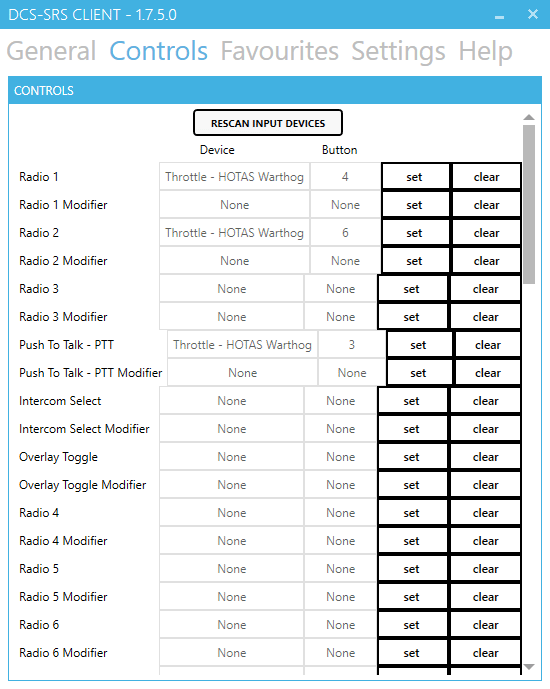 DCS-SRS CLIENT - 1.7.5.0
General Controls Favourites Settings Help
CONTROLS
RESCAN INPUT DEVICES
Device Button
Radio 1 Throttle - HOTAS Warthog 4 set clear
Radio 1 Modifier None None set clear
Radio 2 Throttle - HOTAS Warthog 6 set clear
Radio 2 Modifier None None set clear
Radio 3 None None set clear
Radio 3 Modifier None None set clear
Push To Talk - PTT Throttle - HOTAS Warthog 3 set clear
Push To Talk - PTT Modifier None None set clear
Intercom Select None None set clear
Intercom Select Modifier None None set clear
Overlay Toggle None None set clear
Overlay Toggle Modifier None None set clear
Radio 4 None None set clear
Radio 4 Modifier None None set clear
Radio 5 None None set clear
Radio 5 Modifier None None set clear
Radio 6 None None set clear
Radio 6 Modifier None None set clear